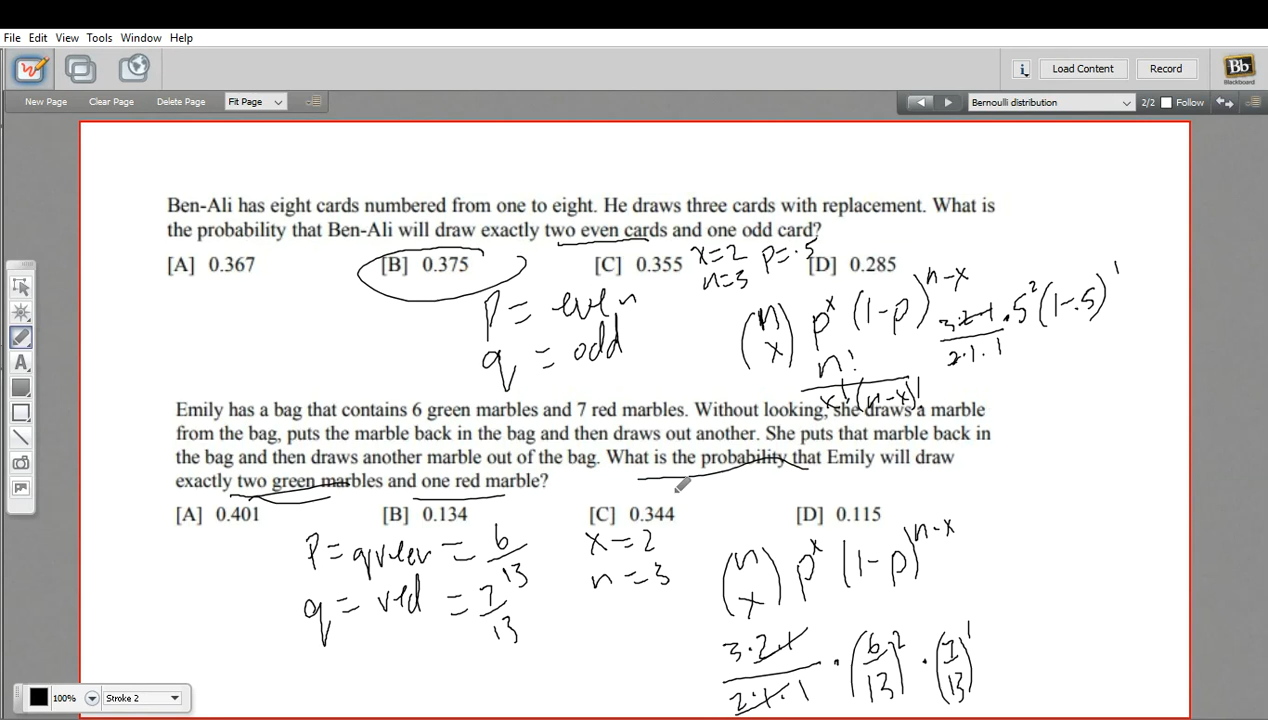 File Edit View Tools Window Help
i Load Content Record Bb Blackboard
New Page Clear Page Delete Page Fit Page Bernoulli distribution 2/2 Follow
Ben-Ali has eight cards numbered from one to eight. He draws three cards with replacement. What is
the probability that Ben-Ali will draw exactly two even cards and one odd card?
[A] 0.367 [B] 0.375 [C] 0.355 [D] 0.285
x=2 p=.5
n=3
p = even
q = odd
(n x) p^x (1-p)^n-x
n!
x!(n-x)!
3·2·1
2·1·1
·.5^2 (1-.5)^1
Emily has a bag that contains 6 green marbles and 7 red marbles. Without looking, she draws a marble
from the bag, puts the marble back in the bag and then draws out another. She puts that marble back in
the bag and then draws another marble out of the bag. What is the probability that Emily will draw
exactly two green marbles and one red marble?
[A] 0.401 [B] 0.134 [C] 0.344 [D] 0.115
P = green = 6/13
q = red = 7/13
x = 2
n = 3
(n x) p^x (1-p)^n-x
3·2·1
2·1·1
· (6/13)^2 · (7/13)^1
A
100% Stroke 2